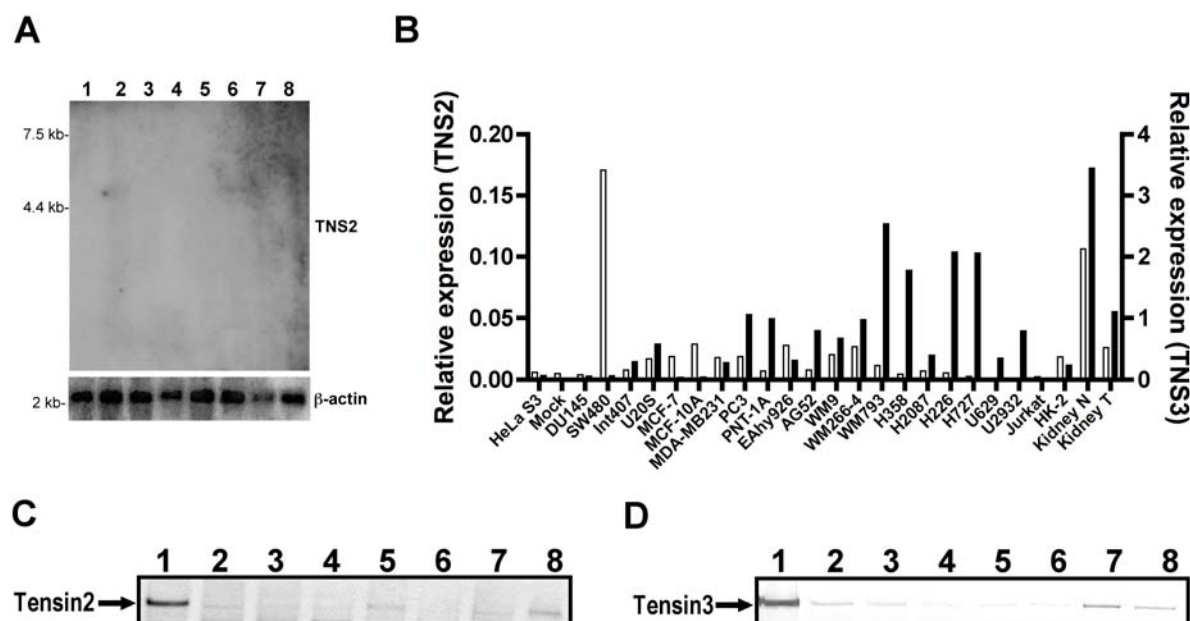 A
1 2 3 4 5 6 7 8
7.5 kb-
4.4 kb-
TNS2
2 kb-
β-actin
B
Relative expression (TNS2)
0.20
0.15
0.10
0.05
0.00
Relative expression (TNS3)
4
3
2
1
0
HeLa S3
Mock
DU145
SW480
Int407
U20S
MCF-7
MCF-10A
MDA-MB231
PC3
PNT-1A
EAhy926
AG52
WM9
WM266-4
WM793
H358
H2087
H226
H727
U629
U2932
Jurkat
HK-2
Kidney N
Kidney T
C
1 2 3 4 5 6 7 8
Tensin2
D
1 2 3 4 5 6 7 8
Tensin3